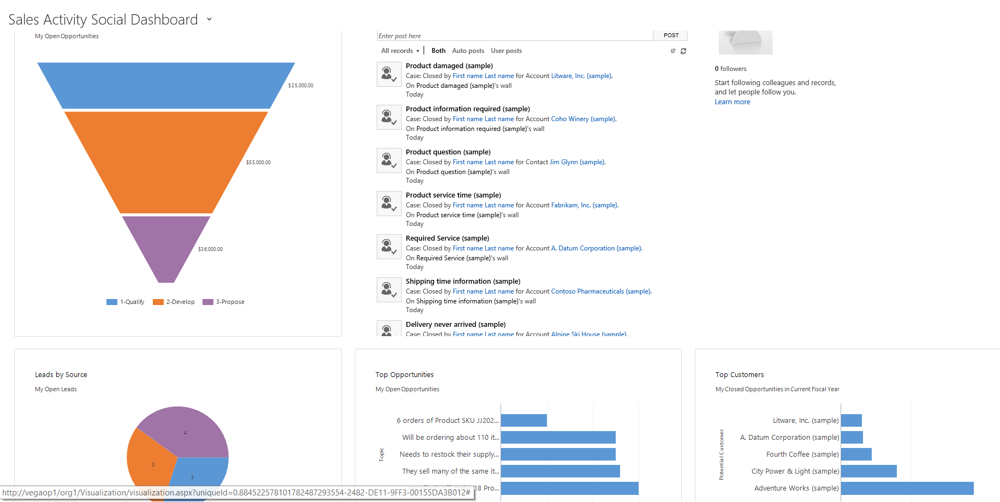 Sales Activity Social Dashboard
My Open Opportunities
$25,000.00
$55,000.00
$36,000.00
1-Qualify 2-Develop 3-Propose
Enter post here POST
All records Both Auto posts User posts
Product damaged (sample)
Case: Closed by First name Last name for Account Litware, Inc. (sample).
On Product damaged (sample)'s wall
Today
Product information required (sample)
Case: Closed by First name Last name for Account Coho Winery (sample).
On Product information required (sample)'s wall
Today
Product question (sample)
Case: Closed by First name Last name for Contact Jim Glynn (sample).
On Product question (sample)'s wall
Today
Product service time (sample)
Case: Closed by First name Last name for Account Fabrikam, Inc. (sample).
On Product service time (sample)'s wall
Today
Required Service (sample)
Case: Closed by First name Last name for Account A. Datum Corporation (sample).
On Required Service (sample)'s wall
Today
Shipping time information (sample)
Case: Closed by First name Last name for Account Contoso Pharmaceuticals (sample).
On Shipping time information (sample)'s wall
Today
Delivery never arrived (sample)
Case: Closed by First name Last name for Account Alpine Ski House (sample).
0 followers
Start following colleagues and records,
and let people follow you.
Learn more
Leads by Source
My Open Leads
4
3
3
Top Opportunities
My Open Opportunities
Topic
6 orders of Product SKU JJ202...
Will be ordering about 110 it...
Needs to restock their supply...
They sell many of the same it...
Very likely will order 18 Pro...
Top Customers
My Closed Opportunities in Current Fiscal Year
Potential Customer
Litware, Inc. (sample)
A. Datum Corporation (sample)
Fourth Coffee (sample)
City Power & Light (sample)
Adventure Works (sample)
http://vegaop1/org1/Visualization/visualization.aspx?uniqueId=0.884522578101782487293554-2482-DE11-9FF3-00155DA3B012#